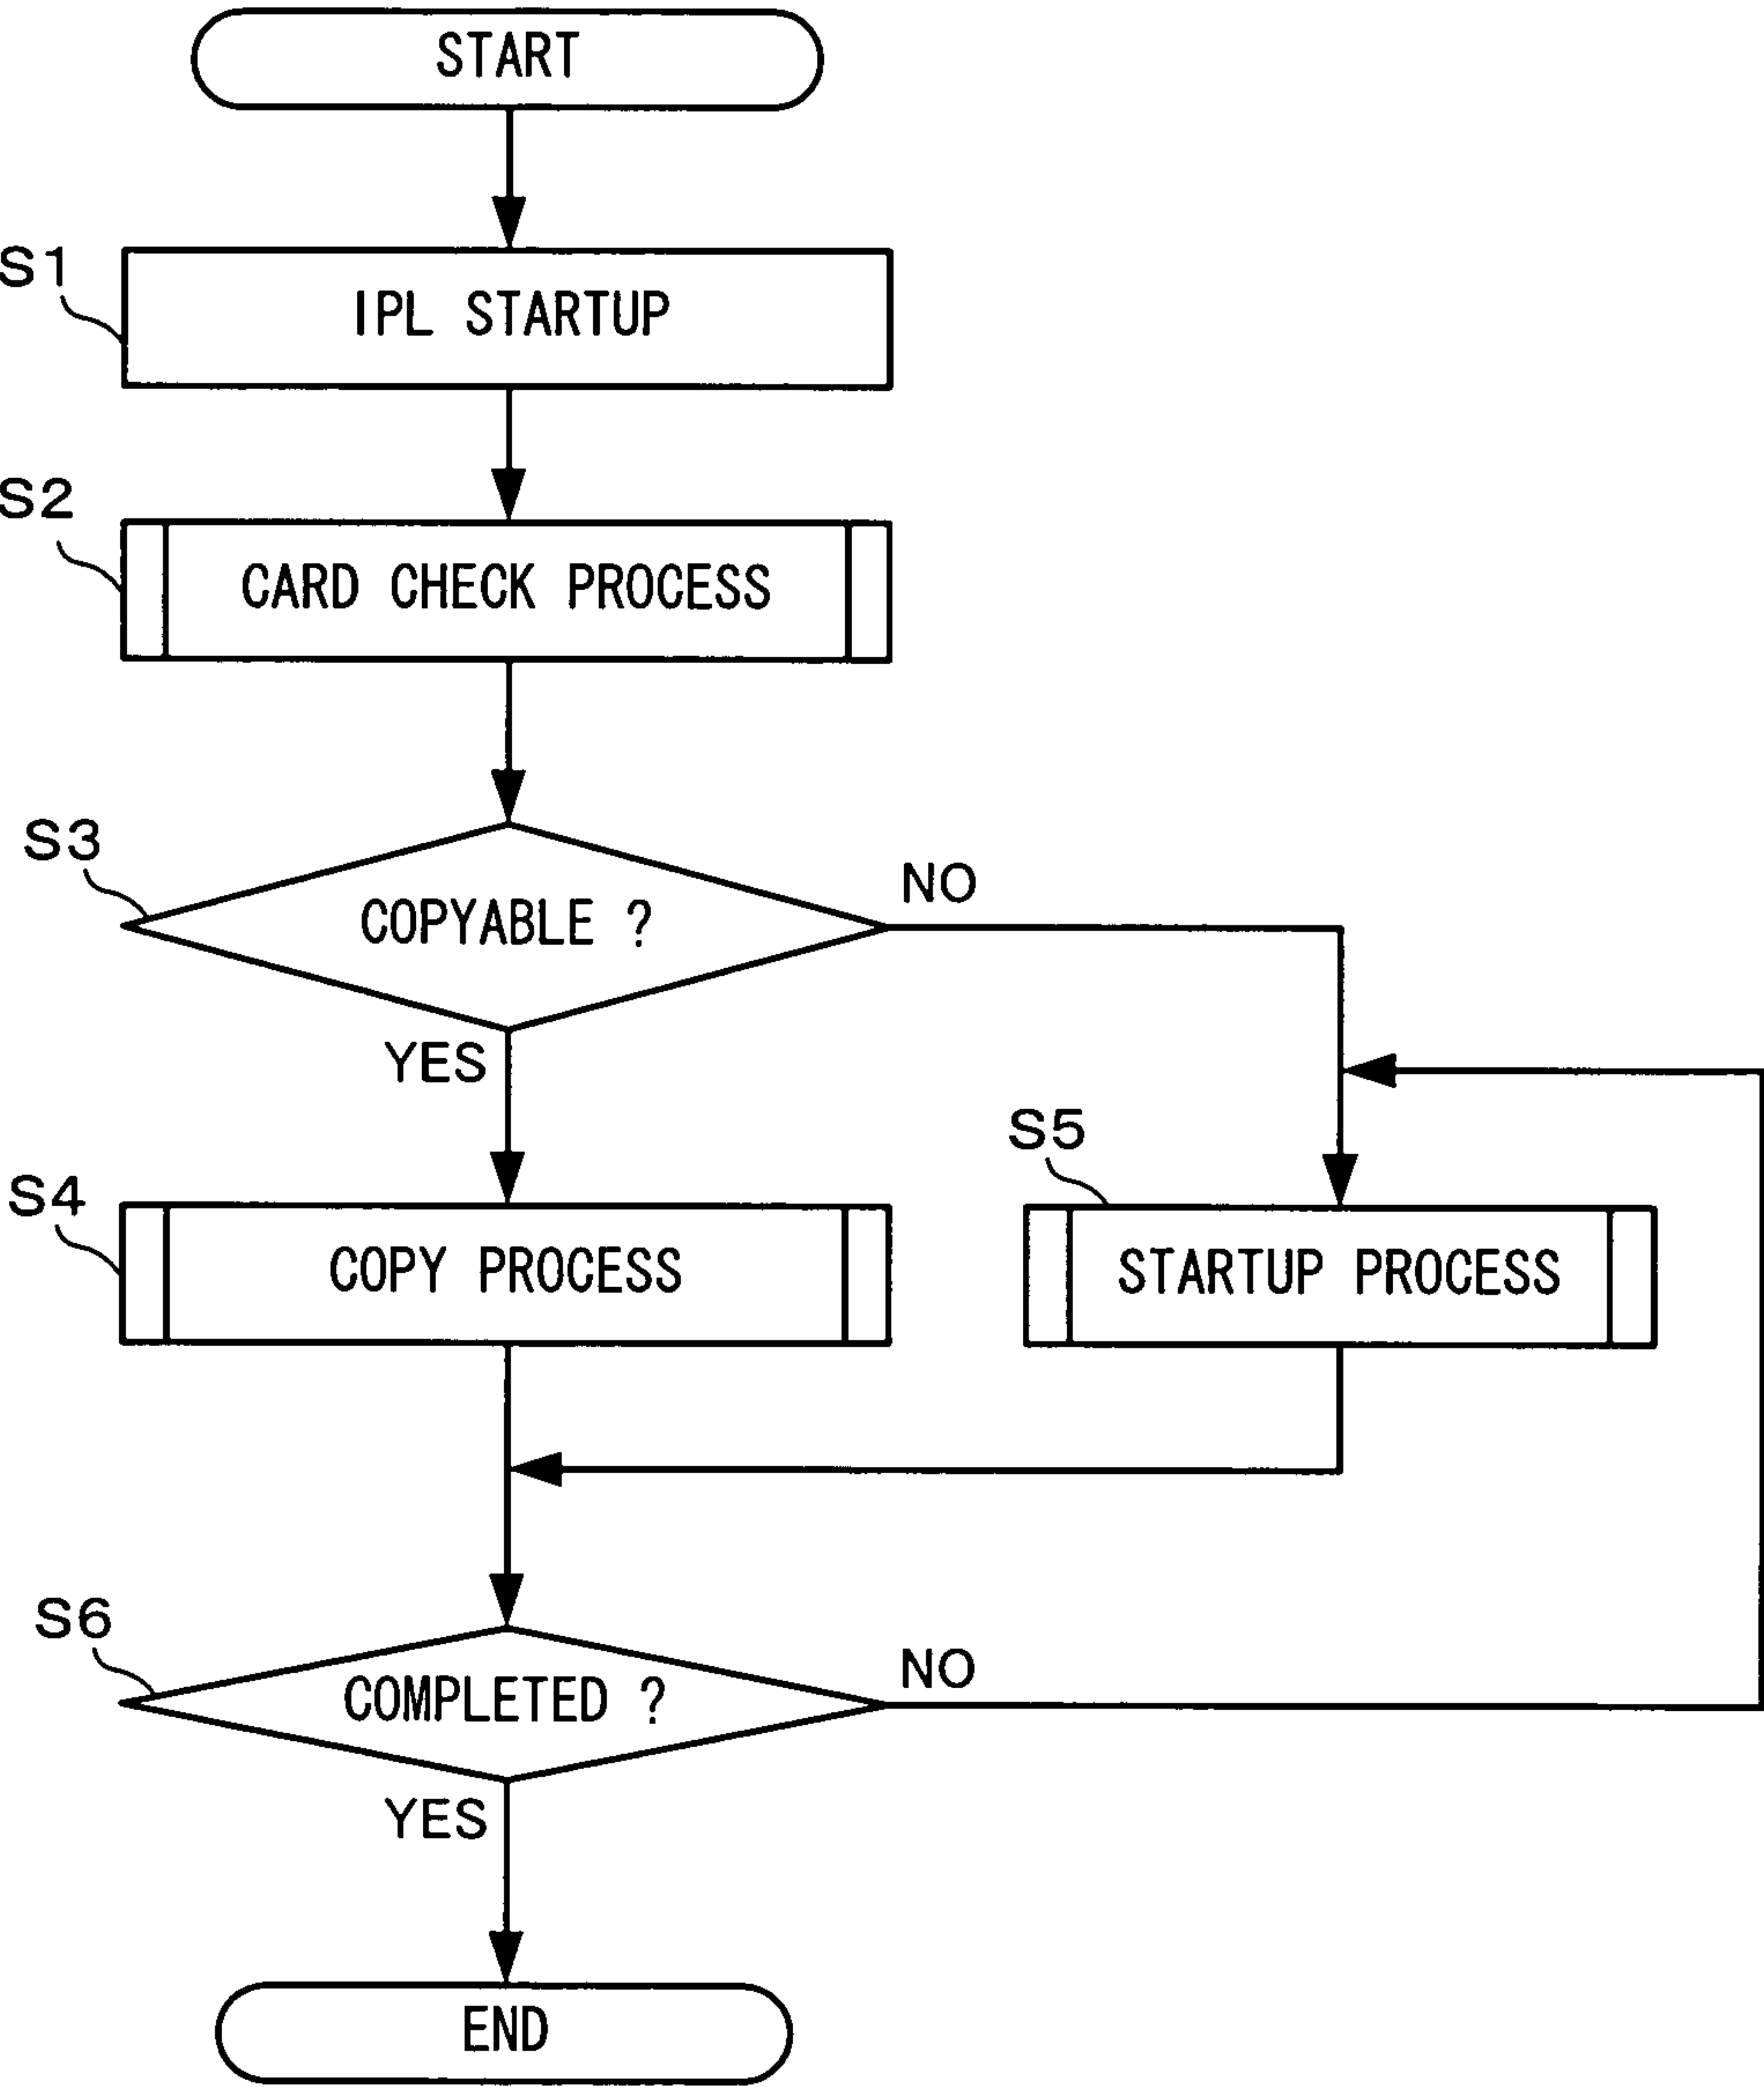 START
S1
IPL STARTUP
S2
CARD CHECK PROCESS
S3
COPYABLE ?
NO
YES
S4
COPY PROCESS
S5
STARTUP PROCESS
S6
COMPLETED ?
NO
YES
END